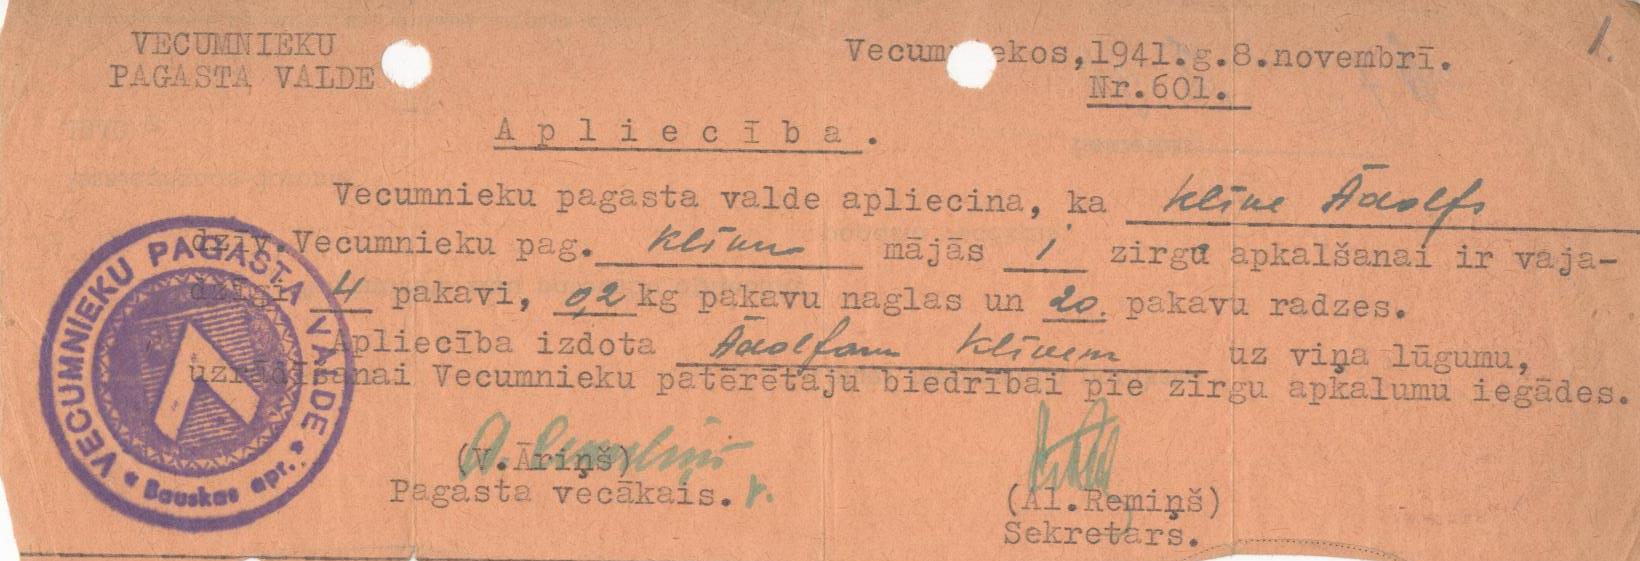 VECUMNIEKU
PAGASTA VALDE
Vecumniekos, 1941.g.8.novembrī.
Nr.601.
1.
Apliecība.
Vecumnieku pagasta valde apliecina, ka Klīve Ādolfs
dzīv.Vecumnieku pag. mājās 1 zirgu apkalšanai ir vaja-
dzīgi 4 pakavi, 0,2 kg pakavu naglas un 20. pakavu radzes.
Apliecība izdota Ādolfam Klīvem uz viņa lūgumu,
uzrādīšanai Vecumnieku patērētāju biedrībai pie zirgu apkalumu iegādes.
(V.Āriņš)
Pagasta vecākais.
(Al.Remiņš)
Sekretārs.
VECUMNIEKU PAGASTA VALDE
Bauskas apr.